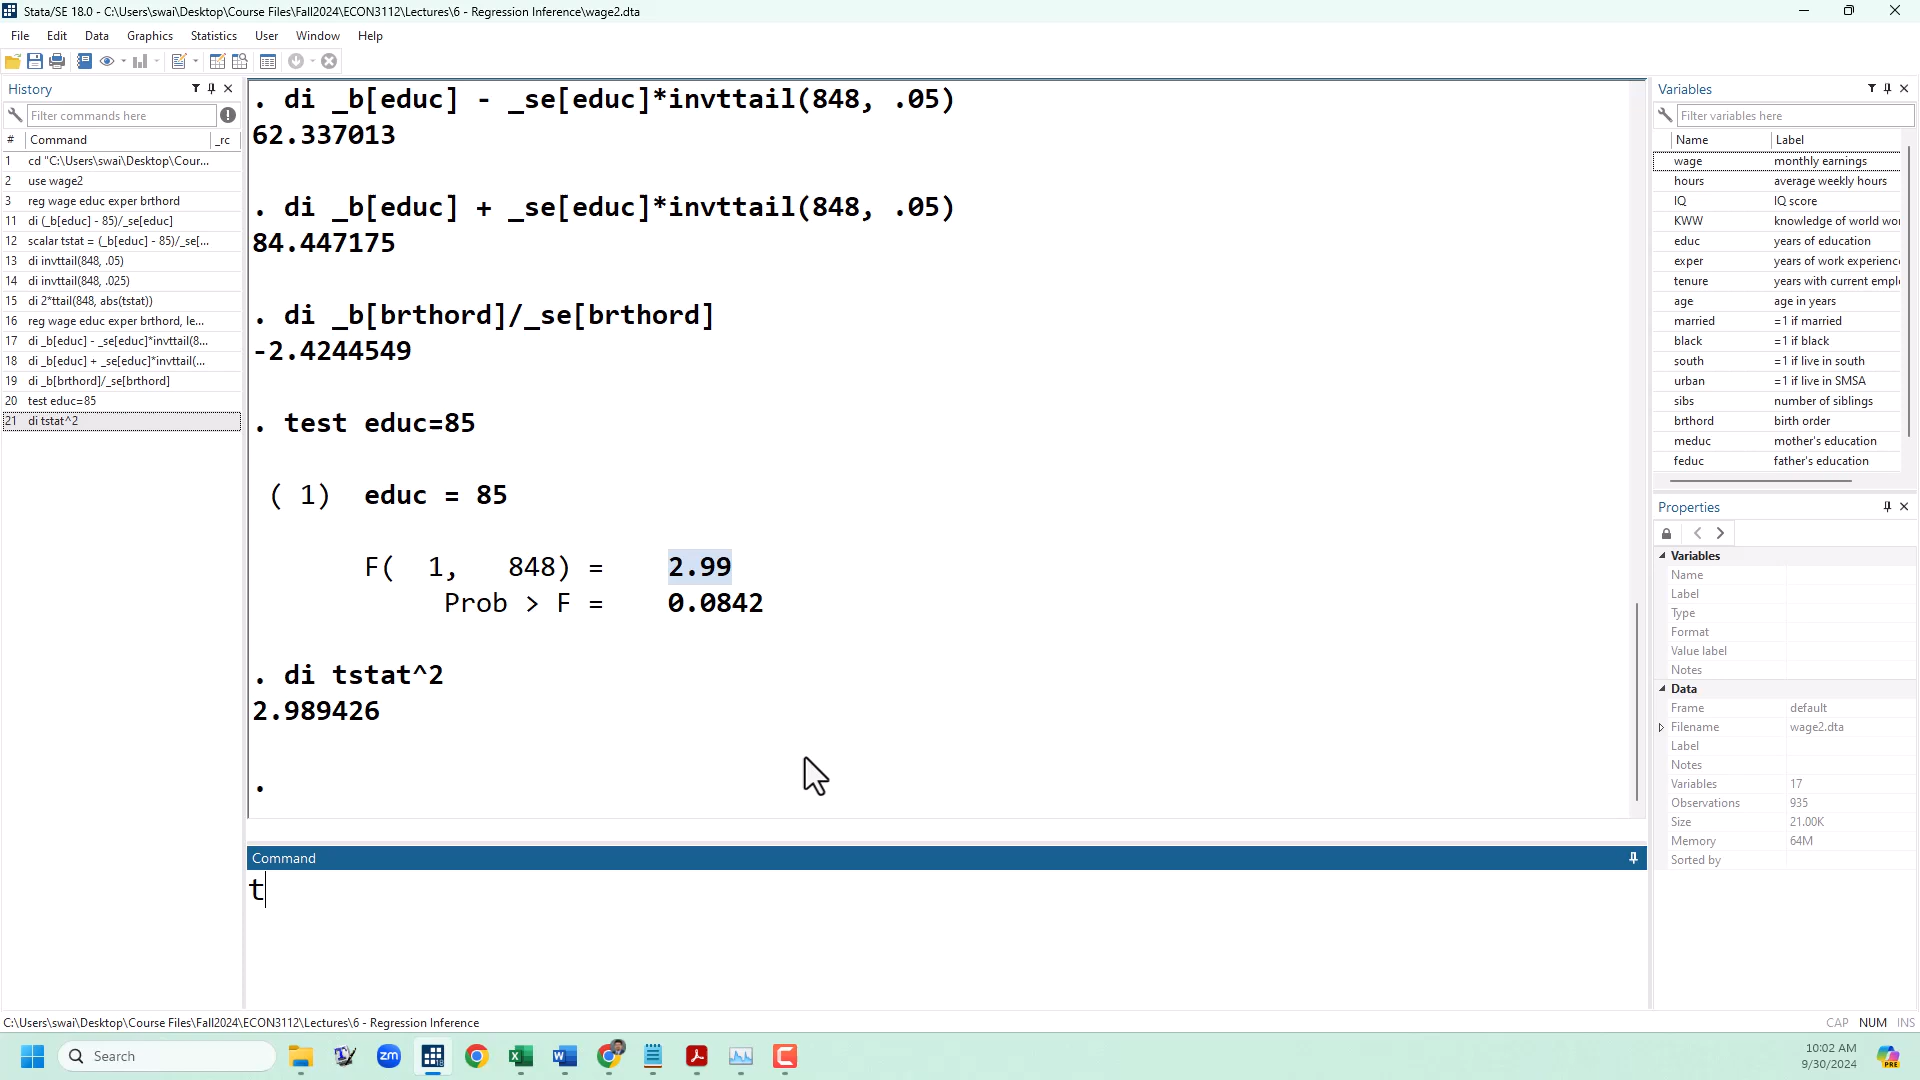 Stata/SE 18.0 - C:\Users\swai\Desktop\Course Files\Fall2024\ECON3112\Lectures\6 - Regression Inference\wage2.dta
File Edit Data Graphics Statistics User Window Help
History
Filter commands here
# Command _rc
1 cd "C:\Users\swai\Desktop\Cour...
2 use wage2
3 reg wage educ exper brthord
11 di (_b[educ] - 85)/_se[educ]
12 scalar tstat = (_b[educ] - 85)/_se[...
13 di invttail(848, .05)
14 di invttail(848, .025)
15 di 2*ttail(848, abs(tstat))
16 reg wage educ exper brthord, le...
17 di _b[educ] - _se[educ]*invttail(8...
18 di _b[educ] + _se[educ]*invttail(...
19 di _b[brthord]/_se[brthord]
20 test educ=85
21 di tstat^2
. di _b[educ] - _se[educ]*invttail(848, .05)
62.337013
. di _b[educ] + _se[educ]*invttail(848, .05)
84.447175
. di _b[brthord]/_se[brthord]
-2.4244549
. test educ=85
( 1) educ = 85
F( 1, 848) = 2.99
Prob > F = 0.0842
. di tstat^2
2.989426
.
Command
t
Variables
Filter variables here
Name Label
wage monthly earnings
hours average weekly hours
IQ IQ score
KWW knowledge of world wor
educ years of education
exper years of work experience
tenure years with current emplo
age age in years
married =1 if married
black =1 if black
south =1 if live in south
urban =1 if live in SMSA
sibs number of siblings
brthord birth order
meduc mother's education
feduc father's education
Properties
Variables
Name
Label
Type
Format
Value label
Notes
Data
Frame default
Filename wage2.dta
Label
Notes
Variables 17
Observations 935
Size 21.00K
Memory 64M
Sorted by
C:\Users\swai\Desktop\Course Files\Fall2024\ECON3112\Lectures\6 - Regression Inference
CAP NUM INS
Search
zm
10:02 AM
9/30/2024
PRE